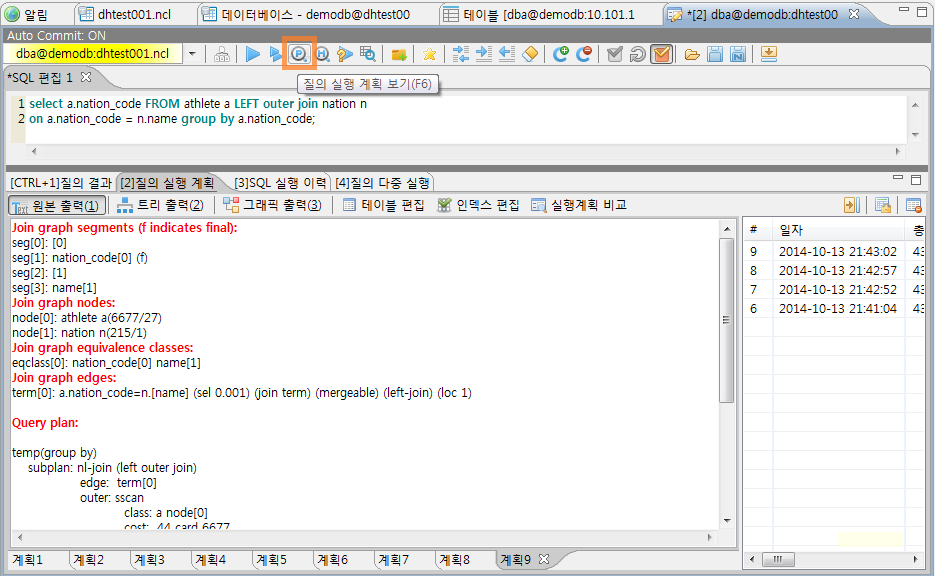 알림
dhtest001.ncl
데이터베이스 - demodb@dhtest00
테이블 [dba@demodb:10.101.1
*[2] dba@demodb:dhtest00
Auto Commit: ON
dba@demodb:dhtest001.ncl
*SQL 편집 1
질의 실행 계획 보기(F6)
1 select a.nation_code FROM athlete a LEFT outer join nation n
2 on a.nation_code = n.name group by a.nation_code;
[CTRL+1]질의 결과 [2]질의 실행 계획 [3]SQL 실행 이력 [4]질의 다중 실행
Text 원본 출력(1) 트리 출력(2) 그래픽 출력(3) 테이블 편집 인덱스 편집 실행계획 비교
Join graph segments (f indicates final):
seg[0]: [0]
seg[1]: nation_code[0] (f)
seg[2]: [1]
seg[3]: name[1]
Join graph nodes:
node[0]: athlete a(6677/27)
node[1]: nation n(215/1)
Join graph equivalence classes:
eqclass[0]: nation_code[0] name[1]
Join graph edges:
term[0]: a.nation_code=n.[name] (sel 0.001) (join term) (mergeable) (left-join) (loc 1)
Query plan:
temp(group by)
subplan: nl-join (left outer join)
edge: term[0]
outer: sscan
class: a node[0]
cost: 44 card 6677
# 일자 총
9 2014-10-13 21:43:02 43
8 2014-10-13 21:42:57 43
7 2014-10-13 21:42:52 43
6 2014-10-13 21:41:04 43
계획1 계획2 계획3 계획4 계획5 계획6 계획7 계획8 계획9